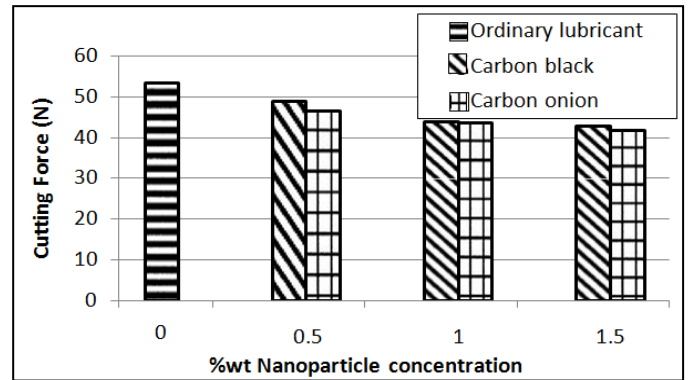 Ordinary lubricant
Carbon black
Carbon onion
Cutting Force (N)
60
50
40
30
20
10
0
0 0.5 1 1.5
%wt Nanoparticle concentration